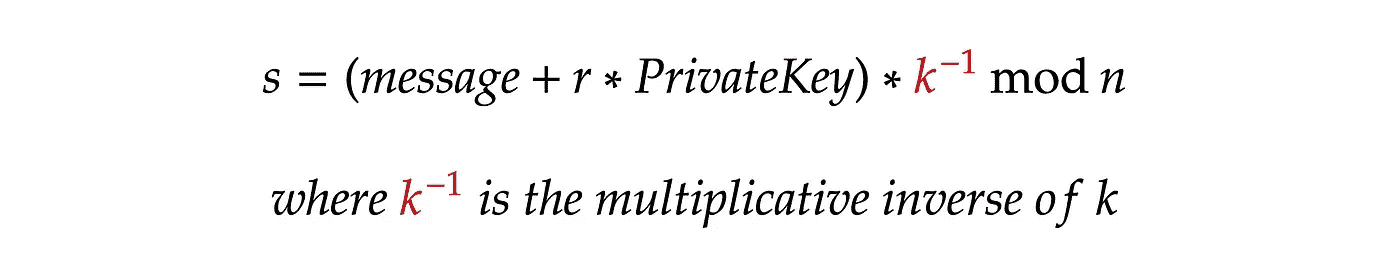 s = (message + r ∗ PrivateKey) ∗ k⁻¹ mod n
where k⁻¹ is the multiplicative inverse of k